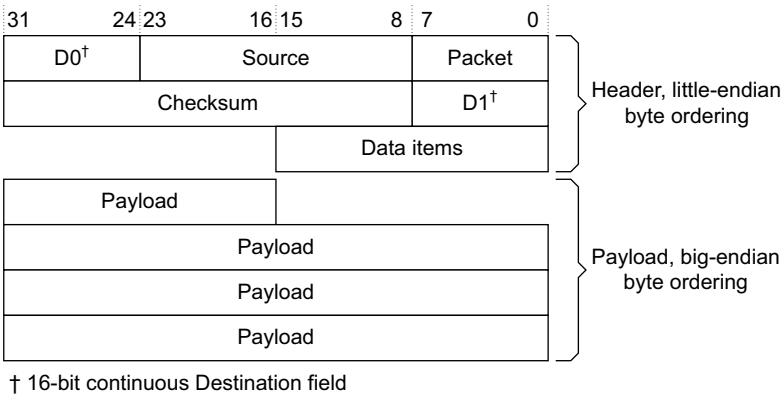 31 24 23 16 15 8 7 0
D0† Source Packet
Checksum D1†
Data items
Header, little-endian
byte ordering
Payload
Payload
Payload
Payload
Payload, big-endian
byte ordering
† 16-bit continuous Destination field